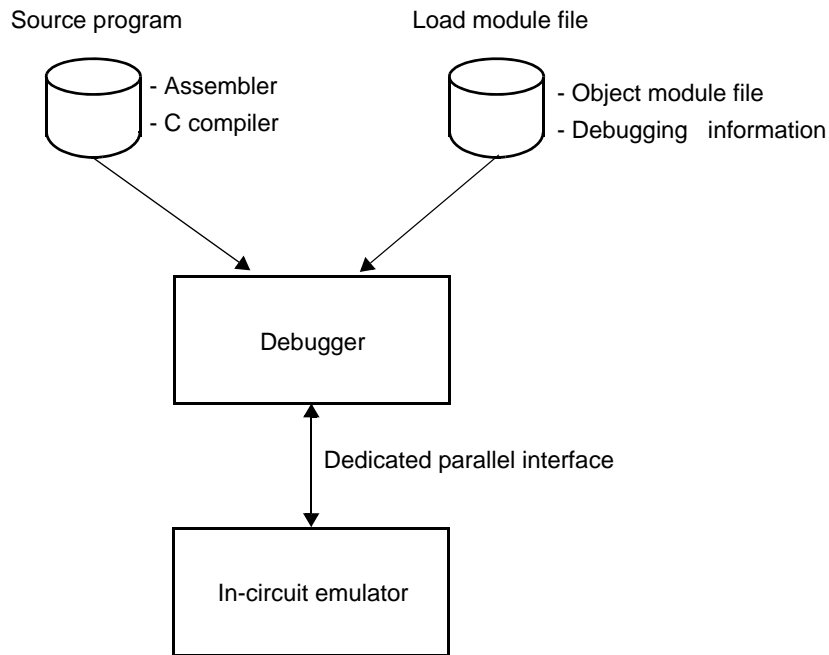 Source program
Load module file
- Assembler
- C compiler
- Object module file
- Debugging information
Debugger
Dedicated parallel interface
In-circuit emulator